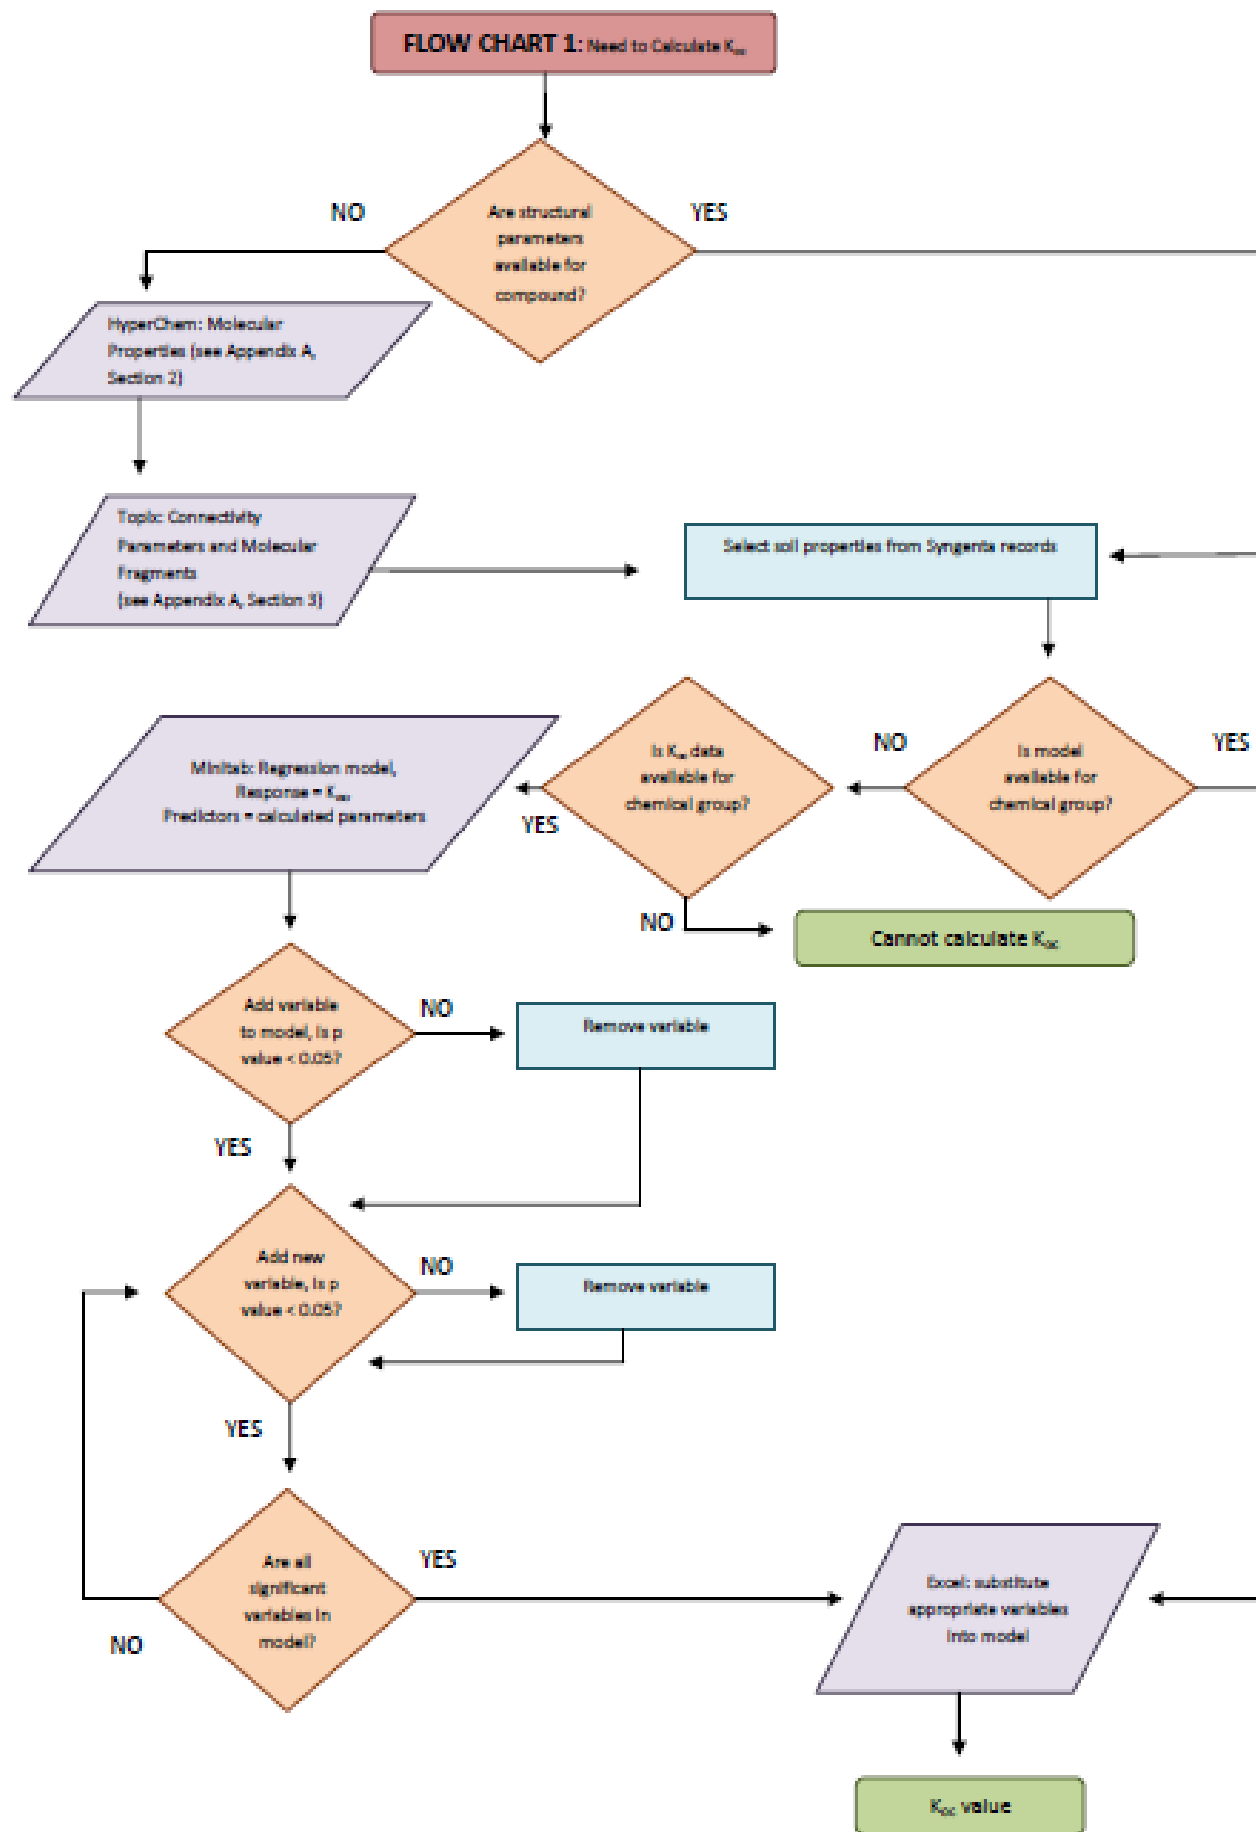 FLOW CHART 1: Need to Calculate Koc
NO
YES
Are structural
parameters
available for
compound?
HyperChem: Molecular
Properties (see Appendix A,
Section 2)
Topix: Connectivity
Parameters and Molecular
Fragments
(see Appendix A, Section 3)
Select soil properties from Syngenta records
Minitab: Regression model,
Response = Koc,
Predictors = calculated parameters
YES
Is Koc data
available for
chemical group?
NO
Is model
available for
chemical group?
YES
NO
Cannot calculate Koc
Add variable
to model, is p
value < 0.05?
NO
Remove variable
YES
Add new
variable, is p
value < 0.05?
NO
Remove variable
YES
Are all
significant
variables in
model?
YES
NO
Excel: substitute
appropriate variables
into model
Koc value